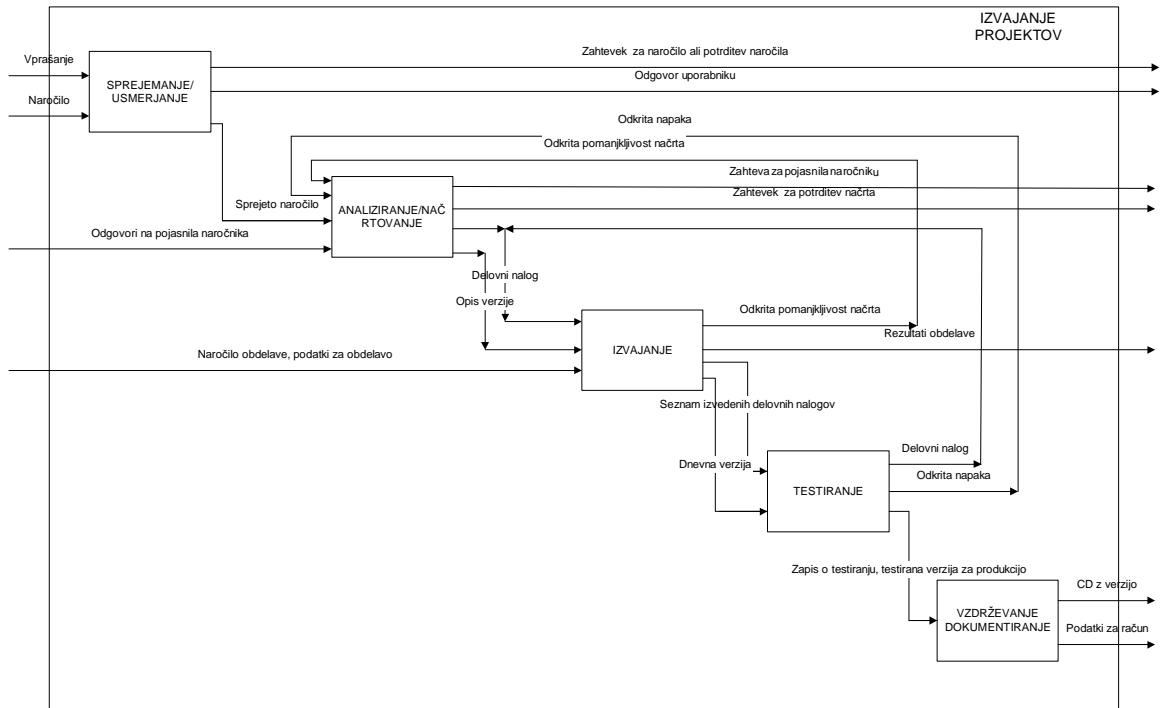 IZVAJANJE
PROJEKTOV
Vprašanje
Zahtevek za naročilo ali potrditev naročila
Odgovor uporabniku
SPREJEMANJE/
USMERJANJE
Naročilo
Odkrita napaka
Odkrita pomanjkljivost načrta
Zahteva za pojasnila naročniku
Zahtevek za potrditev načrta
Sprejeto naročilo
ANALIZIRANJE/NAČ
RTOVANJE
Odgovori na pojasnila naročnika
Delovni nalog
Opis verzije
Odkrita pomanjkljivost načrta
Rezultati obdelave
IZVAJANJE
Naročilo obdelave, podatki za obdelavo
Seznam izvedenih delovnih nalogov
Delovni nalog
Dnevna verzija
Odkrita napaka
TESTIRANJE
Zapis o testiranju, testirana verzija za produkcijo
CD z verzijo
VZDRŽEVANJE
DOKUMENTIRANJE
Podatki za račun